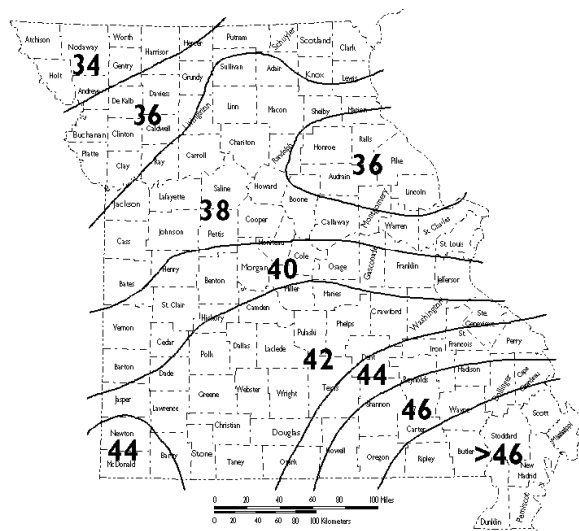 Atchison
Nodaway
Worth
Harrison
Mercer
Putnam
Schuyler
Scotland
Clark
34
Holt
Gentry
Grundy
Sullivan
Adair
Knox
Lewis
Andrew
De Kalb
Daviess
36
Linn
Macon
Shelby
Marion
Buchanan
Clinton
Caldwell
Livingston
Chariton
Randolph
Monroe
Ralls
36
Pike
Platte
Clay
Ray
Carroll
Audrain
Lincoln
Jackson
Lafayette
Saline
Howard
Boone
Callaway
Montgomery
Warren
St. Charles
38
Cooper
Cass
Johnson
Pettis
Moniteau
Cole
Osage
Gasconade
Franklin
St. Louis
Jefferson
40
Bates
Henry
Benton
Morgan
Miller
Maries
St. Clair
Hickory
Camden
Crawford
Washington
Ste. Genevieve
Vernon
Cedar
Polk
Dallas
Laclede
Pulaski
Phelps
St. Francois
Perry
42
Dent
Iron
Madison
Barton
Dade
Greene
Webster
Wright
Texas
44
Reynolds
Bollinger
Cape Girardeau
Jasper
Lawrence
Christian
Douglas
Shannon
46
Wayne
Scott
Newton
44
McDonald
Barry
Stone
Taney
Ozark
Howell
Oregon
Carter
Ripley
Butler
Stoddard
Mississippi
>46
New Madrid
Dunklin
Pemiscot
0 20 40 60 80 100 Miles
0 20 40 60 80 100 Kilometers